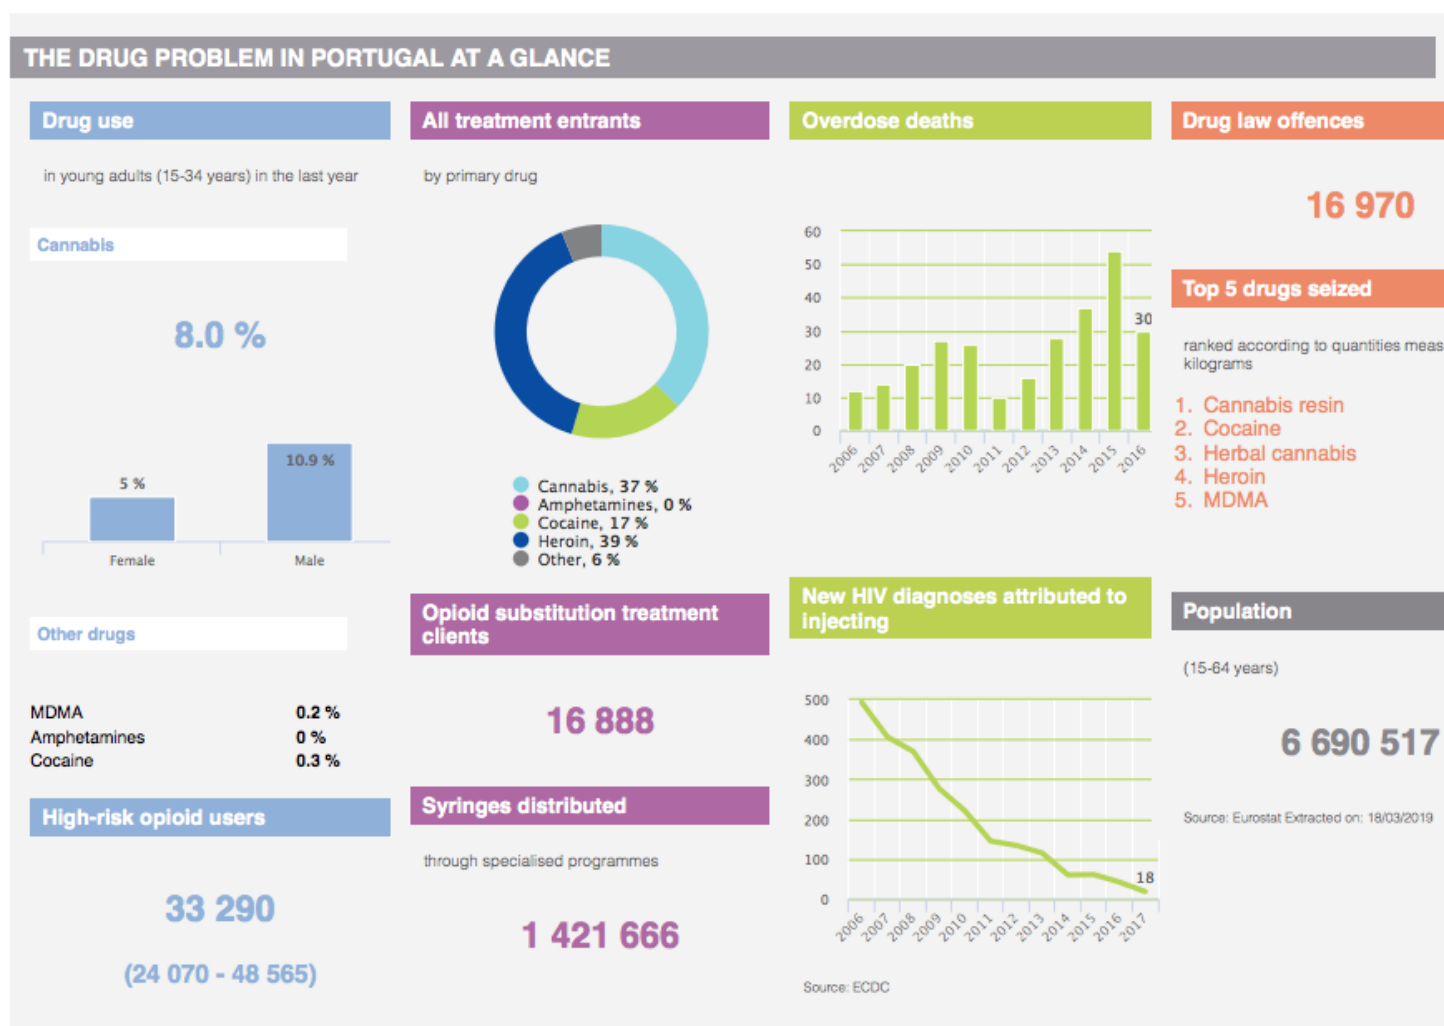 THE DRUG PROBLEM IN PORTUGAL AT A GLANCE
Drug use
in young adults (15-34 years) in the last year
Cannabis
8.0 %
5 %
10.9 %
Female
Male
Other drugs
MDMA 0.2 %
Amphetamines 0 %
Cocaine 0.3 %
High-risk opioid users
33 290
(24 070 - 48 565)
All treatment entrants
by primary drug
Cannabis, 37 %
Amphetamines, 0 %
Cocaine, 17 %
Heroin, 39 %
Other, 6 %
Opioid substitution treatment
clients
16 888
Syringes distributed
through specialised programmes
1 421 666
Overdose deaths
60
50
40
30
20
10
0
30
2006 2007 2008 2009 2010 2011 2012 2013 2014 2015 2016
New HIV diagnoses attributed to
injecting
500
400
300
200
100
0
18
2006 2007 2008 2009 2010 2011 2012 2013 2014 2015 2016 2017
Source: ECDC
Drug law offences
16 970
Top 5 drugs seized
ranked according to quantities meas
kilograms
1. Cannabis resin
2. Cocaine
3. Herbal cannabis
4. Heroin
5. MDMA
Population
(15-64 years)
6 690 517
Source: Eurostat Extracted on: 18/03/2019